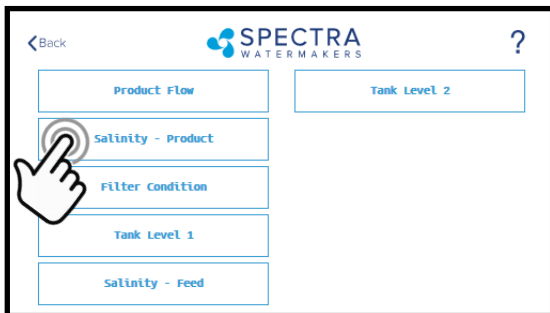 Back
SPECTRA
WATERMAKERS
?
Product Flow
Tank Level 2
Salinity - Product
Filter Condition
Tank Level 1
Salinity - Feed